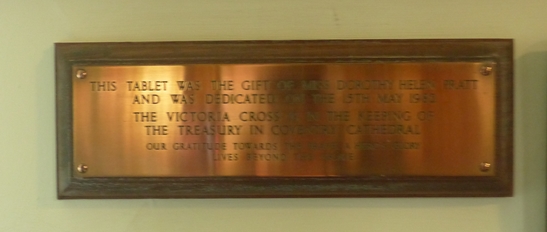 THIS TABLET WAS THE GIFT OF MRS DOROTHY HELEN PRATT
AND WAS DEDICATED ON THE 15TH MAY
THE VICTORIA CROSS IS IN THE KEEPING OF
THE TREASURY IN COVENTRY CATHEDRAL
OUR GRATITUDE TOWARDS
LIVES BEYOND THE